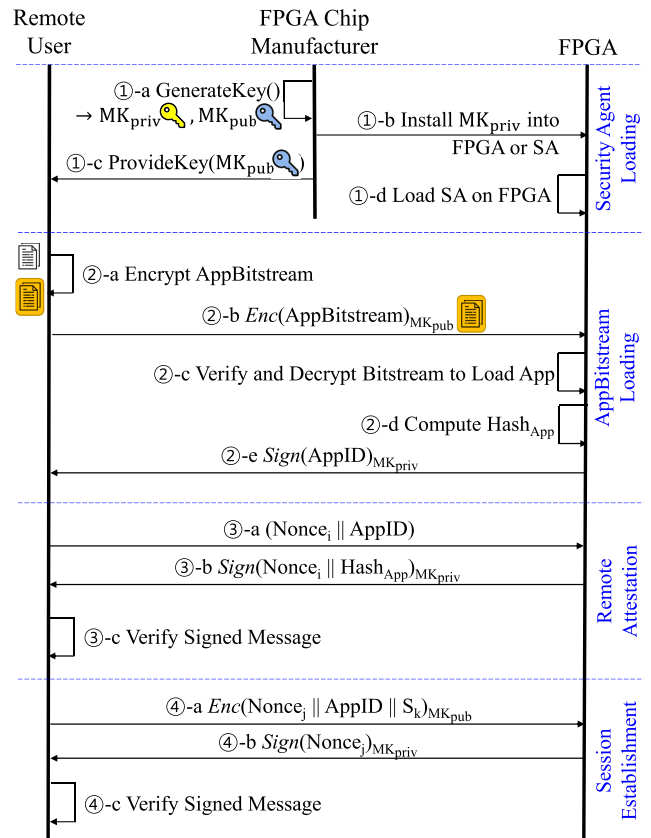 Remote User
FPGA Chip Manufacturer
FPGA
①-a GenerateKey()
→ MKpriv , MKpub
①-b Install MKpriv into
FPGA or SA
①-c ProvideKey(MKpub )
①-d Load SA on FPGA
Security Agent
Loading
②-a Encrypt AppBitstream
②-b Enc(AppBitstream)MKpub
②-c Verify and Decrypt Bitstream to Load App
②-d Compute HashApp
②-e Sign(AppID)MKpriv
AppBitstream
Loading
③-a (Noncei || AppID)
③-b Sign(Noncei || HashApp)MKpriv
③-c Verify Signed Message
Remote
Attestation
④-a Enc(Noncej || AppID || Sk)MKpub
④-b Sign(Noncej)MKpriv
④-c Verify Signed Message
Session
Establishment